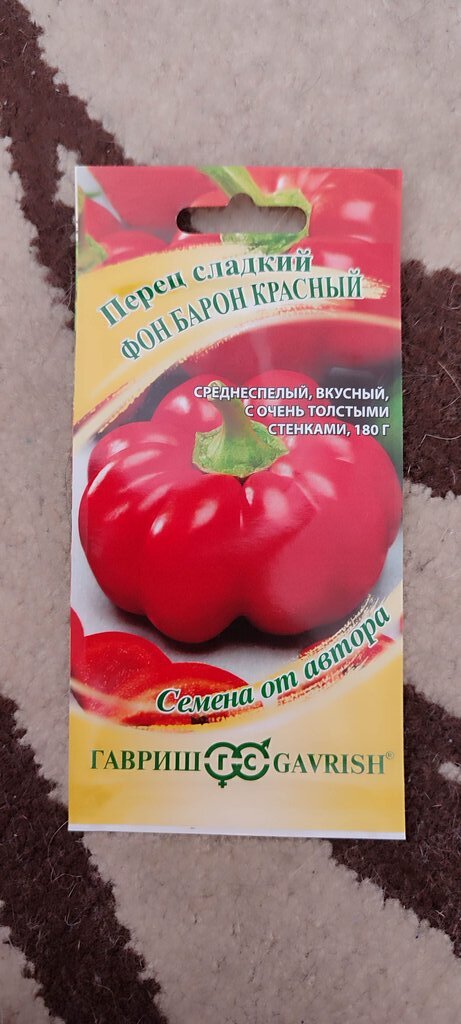 Перец сладкий
ФОН БАРОН КРАСНЫЙ
СРЕДНЕСПЕЛЫЙ, ВКУСНЫЙ,
С ОЧЕНЬ ТОЛСТЫМИ
СТЕНКАМИ, 180 Г
Семена от автора
ГАВРИШ Г С GAVRISH®